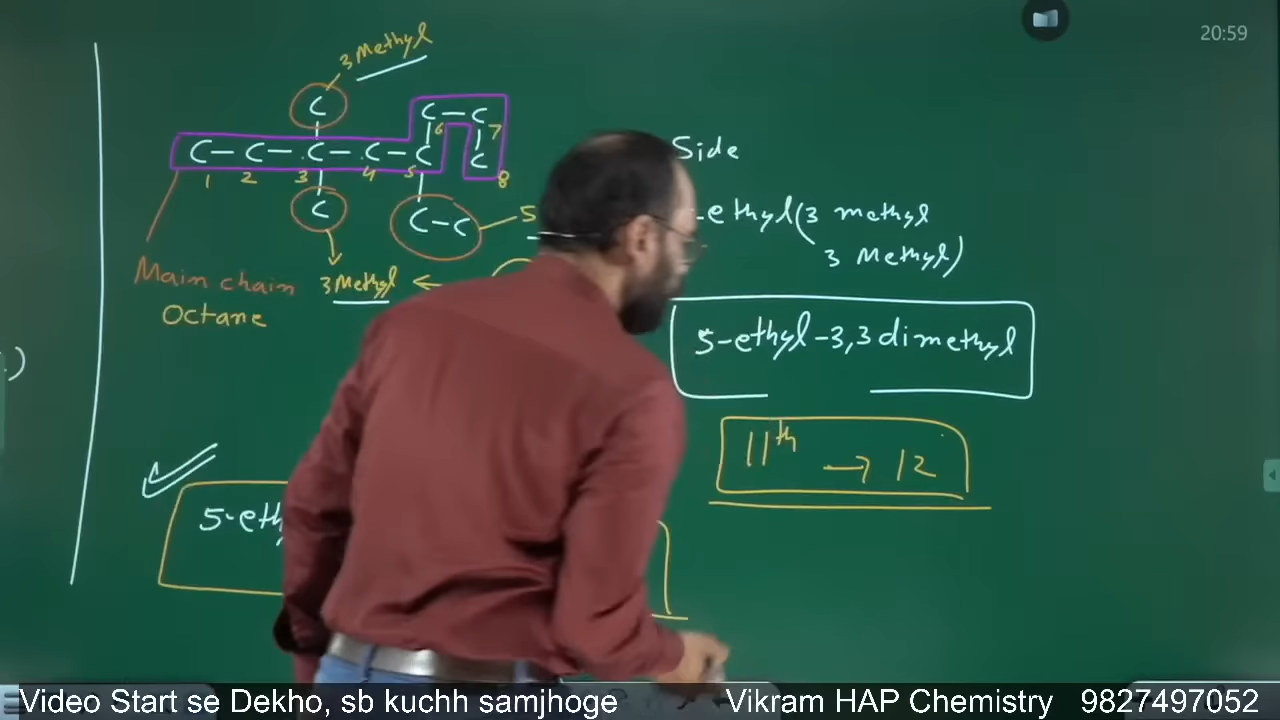 20:59
3 Methyl
C - C
6 7
C - C - C - C - C C
1 2 3 4 5 8
C
C
C - C
5
Main chain
Octane
3 Methyl ←
Side
-ethyl (3 methyl
3 Methyl)
5-ethyl-3,3 dimethyl
11th → 12
5-eth
Video Start se Dekho, sb kuchh samjhoge
Vikram HAP Chemistry 9827497052